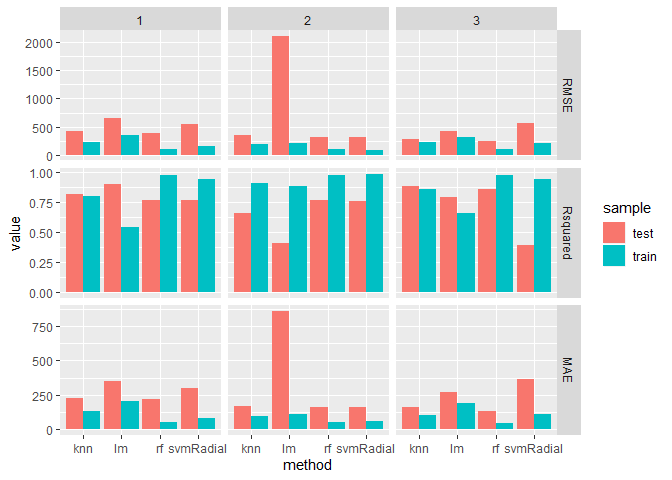 1 2 3
2000
1500
1000
500
0
RMSE
1.00
0.75
0.50
0.25
0.00
Rsquared
750
500
250
0
MAE
value
knn lm rf svmRadial knn lm rf svmRadial knn lm rf svmRadial
method
sample
test
train